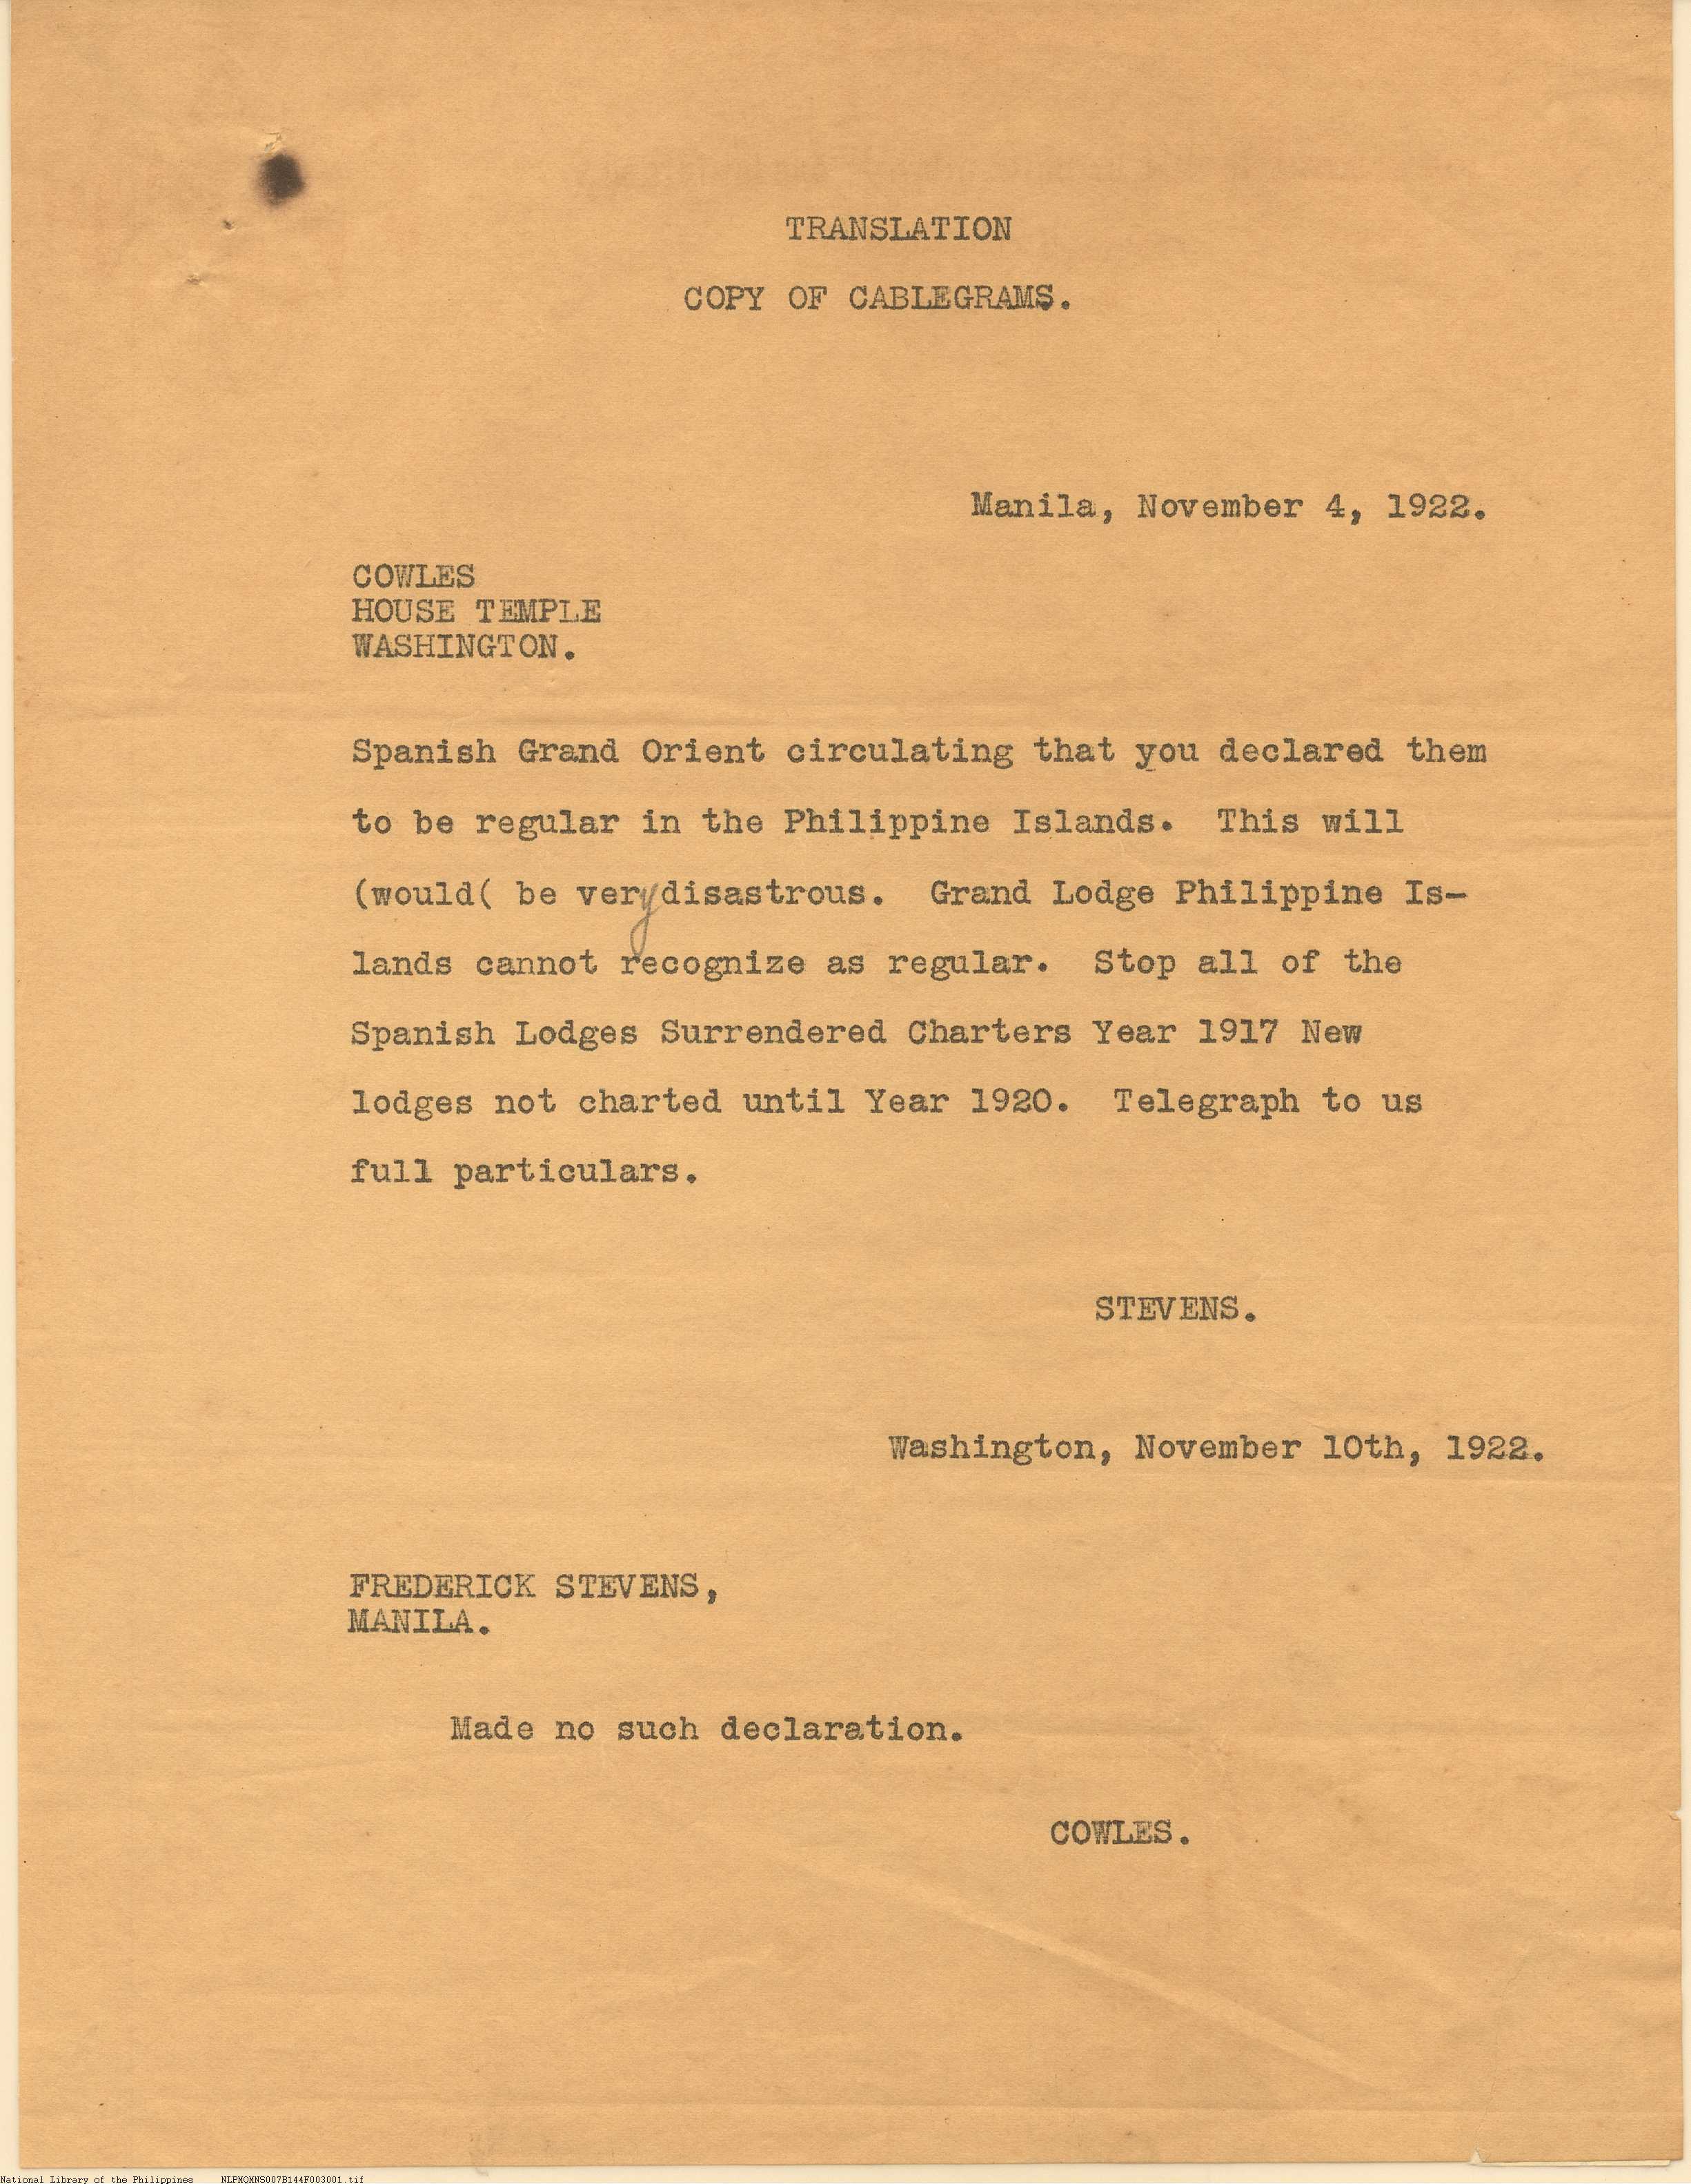 TRANSLATION
COPY OF CABLEGRAMS.
Manila, November 4, 1922.
COWLES
HOUSE TEMPLE
WASHINGTON.
Spanish Grand Orient circulating that you declared them
to be regular in the Philippine Islands. This will
(would( be very disastrous. Grand Lodge Philippine Is-
lands cannot recognize as regular. Stop all of the
Spanish Lodges Surrendered Charters Year 1917 New
lodges not charted until Year 1920. Telegraph to us
full particulars.
STEVENS.
Washington, November 10th, 1922.
FREDERICK STEVENS,
MANILA.
Made no such declaration.
COWLES.
National Library of the Philippines NLPMQMNS007B144F003001.tif